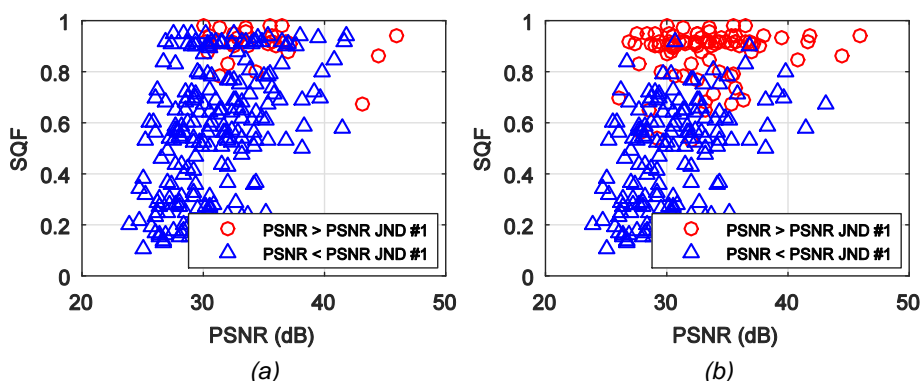 1
0.8
0.6
0.4
0.2
0
SQF
20
30
40
50
PSNR (dB)
PSNR > PSNR JND #1
PSNR < PSNR JND #1
(a)
1
0.8
0.6
0.4
0.2
0
SQF
20
30
40
50
PSNR (dB)
PSNR > PSNR JND #1
PSNR < PSNR JND #1
(b)